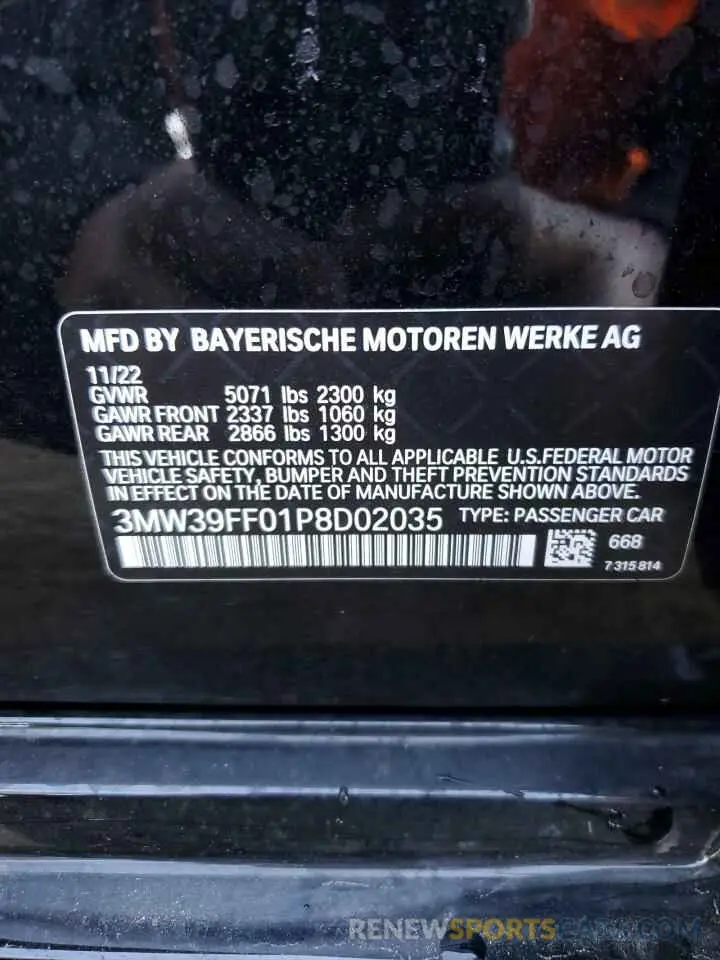 MFD BY BAYERISCHE MOTOREN WERKE AG
11/22
GVWR 5071 lbs 2300 kg
GAWR FRONT 2337 lbs 1060 kg
GAWR REAR 2866 lbs 1300 kg
THIS VEHICLE CONFORMS TO ALL APPLICABLE U.S.FEDERAL MOTOR
VEHICLE SAFETY, BUMPER AND THEFT PREVENTION STANDARDS
IN EFFECT ON THE DATE OF MANUFACTURE SHOWN ABOVE.
3MW39FF01P8D02035 TYPE: PASSENGER CAR
668
7 315 814
RENEWSPORTSCARS.COM